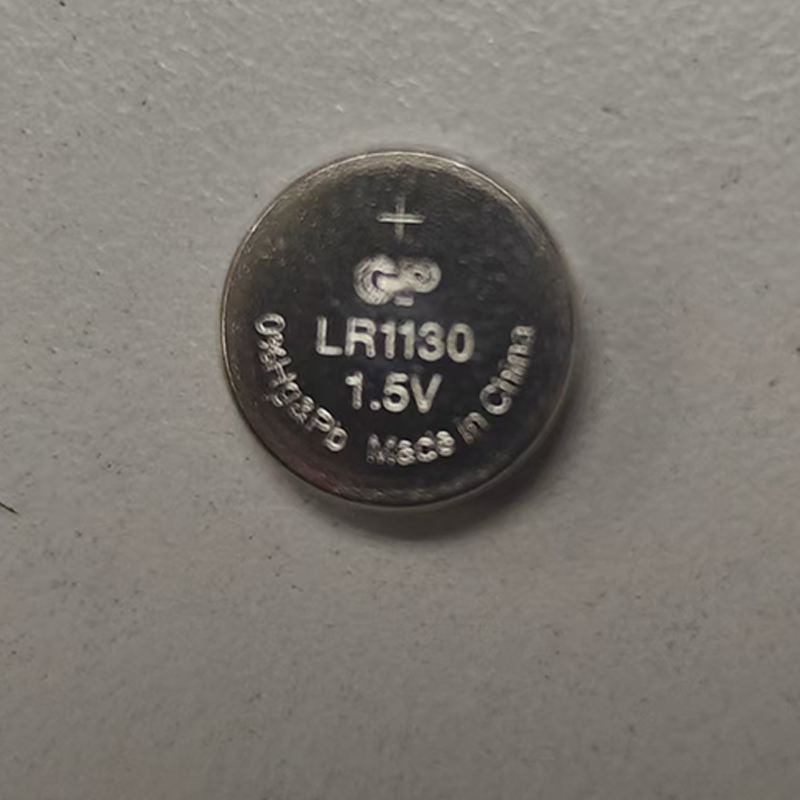 +
GP
LR1130
1.5V
0%Hg&Pb Made in China